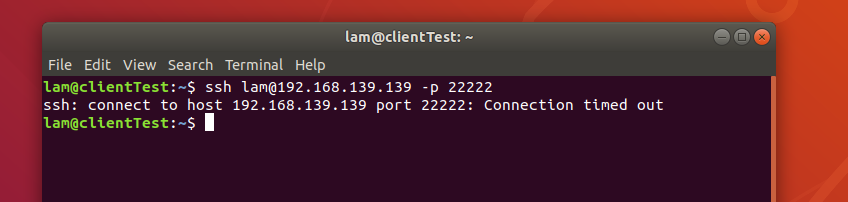 lam@clientTest: ~
File Edit View Search Terminal Help
lam@clientTest:~$ ssh lam@192.168.139.139 -p 22222
ssh: connect to host 192.168.139.139 port 22222: Connection timed out
lam@clientTest:~$